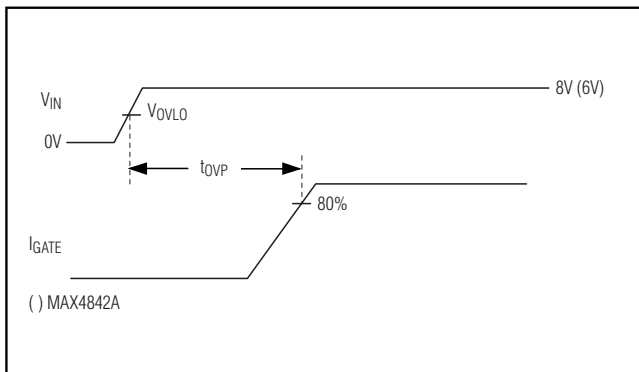 8V (6V)
VIN
VOVLO
0V
tOVP
80%
IGATE
( ) MAX4842A